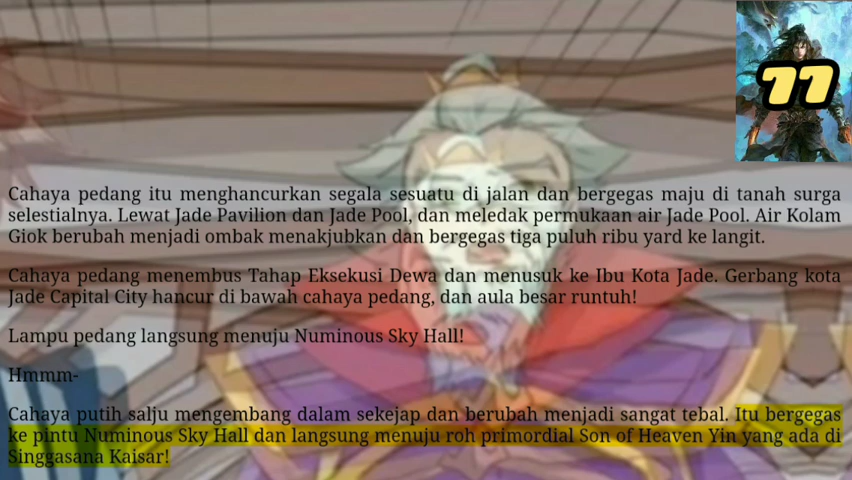 77
Cahaya pedang itu menghancurkan segala sesuatu di jalan dan bergegas maju di tanah surga
selestialnya. Lewat Jade Pavilion dan Jade Pool, dan meledak permukaan air Jade Pool. Air Kolam
Giok berubah menjadi ombak menakjubkan dan bergegas tiga puluh ribu yard ke langit.
Cahaya pedang menembus Tahap Eksekusi Dewa dan menusuk ke Ibu Kota Jade. Gerbang kota
Jade Capital City hancur di bawah cahaya pedang, dan aula besar runtuh!
Lampu pedang langsung menuju Numinous Sky Hall!
Hmmm-
Cahaya putih salju mengembang dalam sekejap dan berubah menjadi sangat tebal. Itu bergegas
ke pintu Numinous Sky Hall dan langsung menuju roh primordial Son of Heaven Yin yang ada di
Singgasana Kaisar!